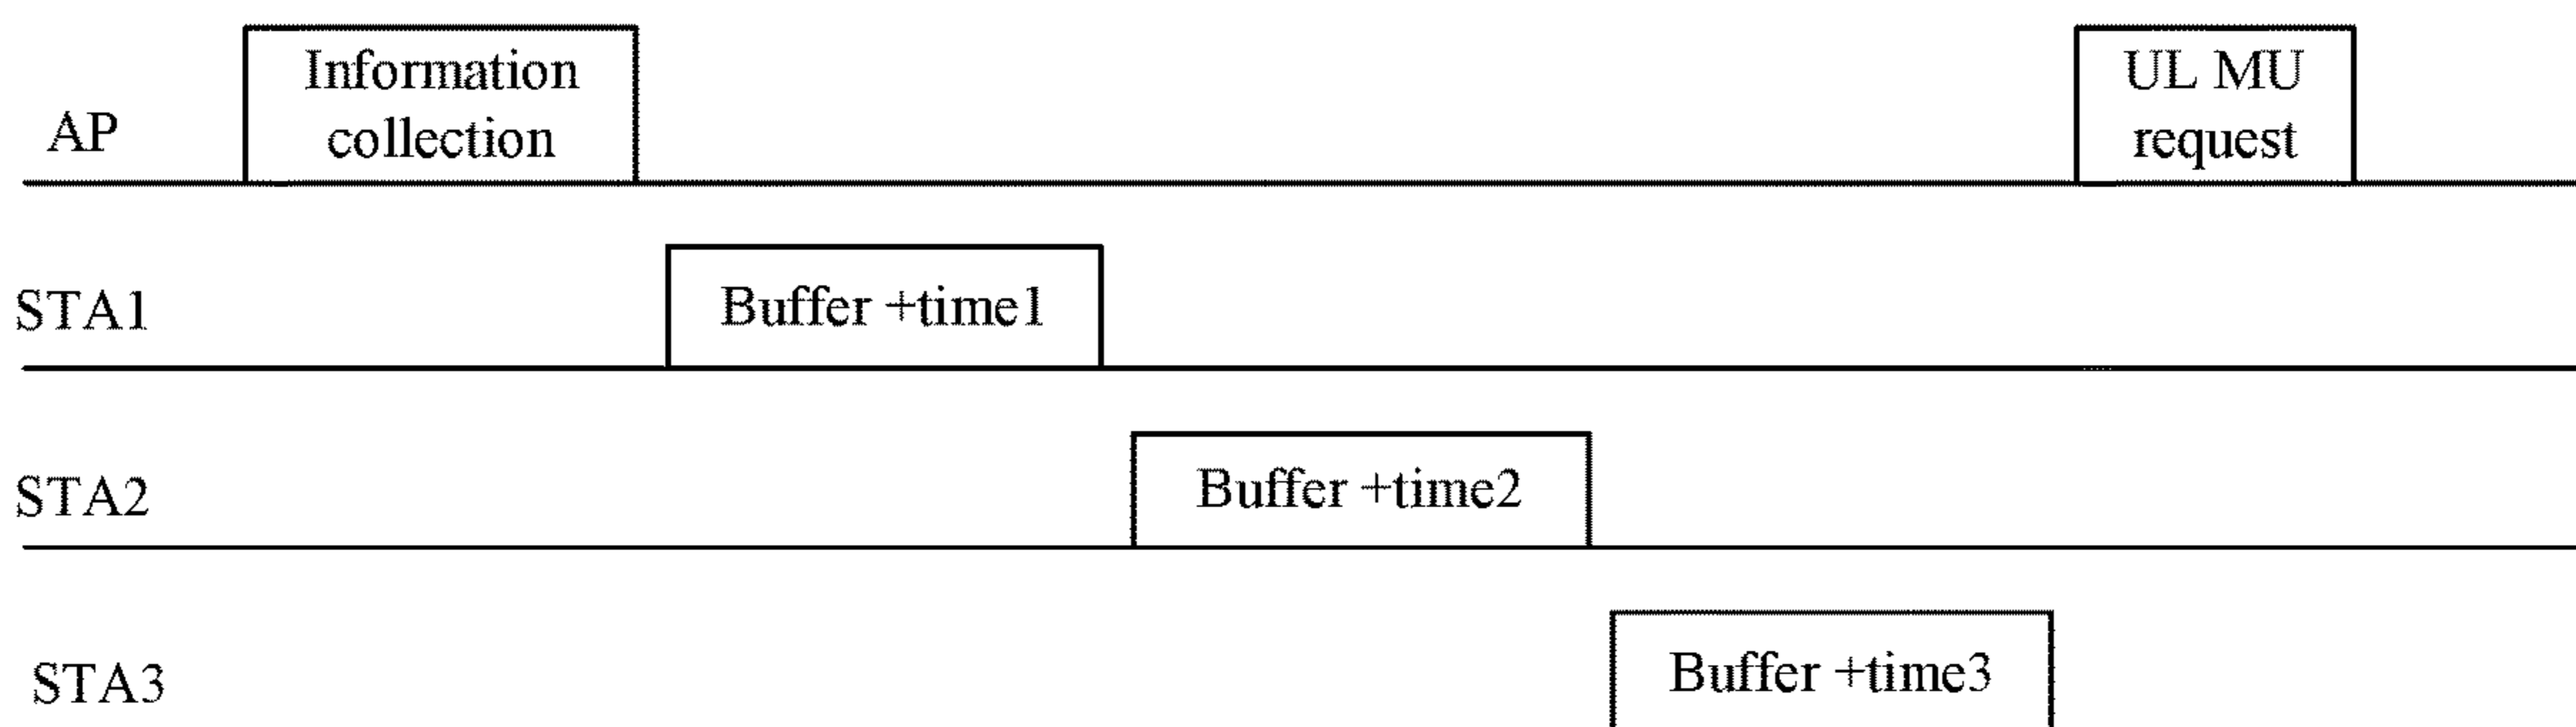 Information
collection
UL MU
request
AP
STA1
Buffer +time1
STA2
Buffer +time2
STA3
Buffer +time3